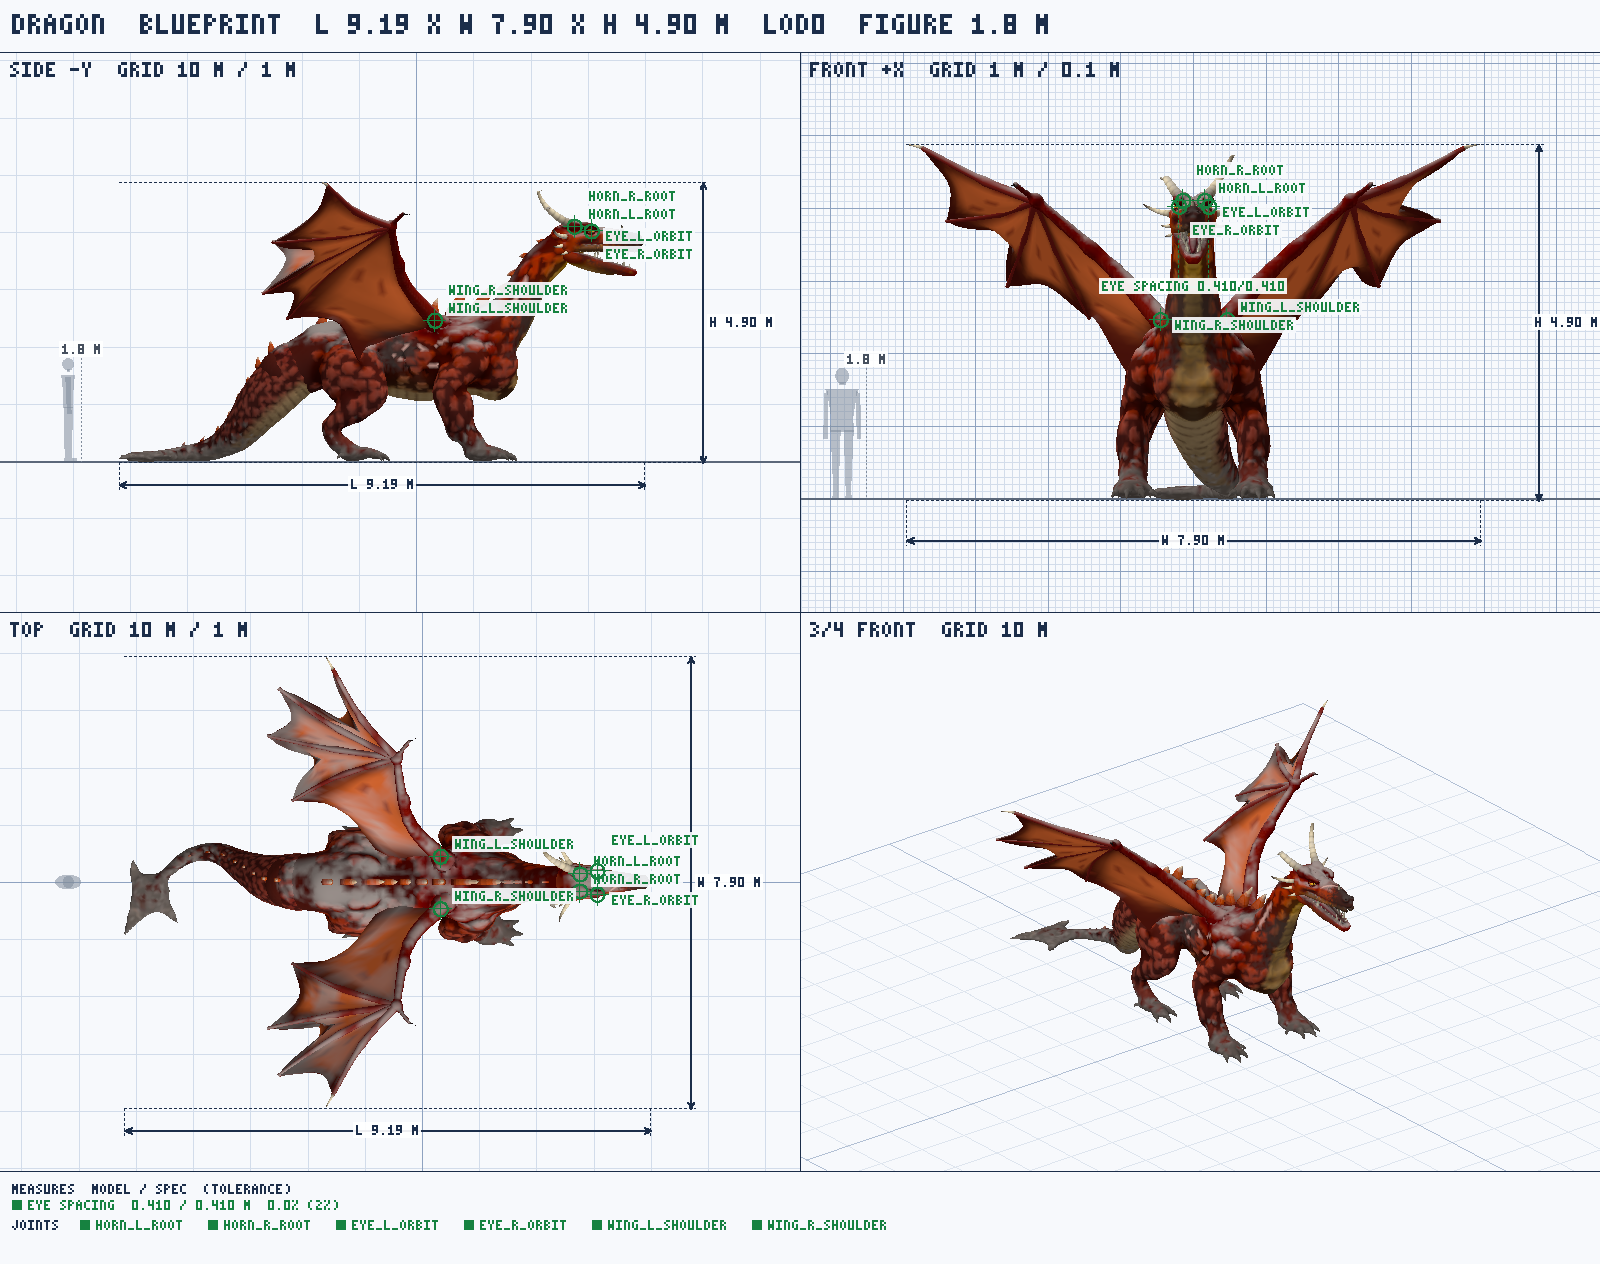 DRAGON BLUEPRINT L 9.19 X W 7.90 X H 4.90 M LOD0 FIGURE 1.8 M
SIDE -Y GRID 10 M / 1 M
HORN_R_ROOT
HORN_L_ROOT
EYE_L_ORBIT
EYE_R_ORBIT
WING_R_SHOULDER
WING_L_SHOULDER
H 4.90 M
1.8 M
L 9.19 M
FRONT +X GRID 1 M / 0.1 M
HORN_R_ROOT
HORN_L_ROOT
EYE_L_ORBIT
EYE_R_ORBIT
EYE SPACING 0.410/0.410
WING_L_SHOULDER
WING_R_SHOULDER
H 4.90 M
1.8 M
W 7.90 M
TOP GRID 10 M / 1 M
EYE_L_ORBIT
WING_L_SHOULDER
HORN_L_ROOT
HORN_R_ROOT
W 7.90 M
WING_R_SHOULDER
EYE_R_ORBIT
L 9.19 M
3/4 FRONT GRID 10 M
MEASURES MODEL / SPEC (TOLERANCE)
EYE SPACING 0.410 / 0.410 M 0.0% (2%)
JOINTS HORN_L_ROOT HORN_R_ROOT EYE_L_ORBIT EYE_R_ORBIT WING_L_SHOULDER WING_R_SHOULDER